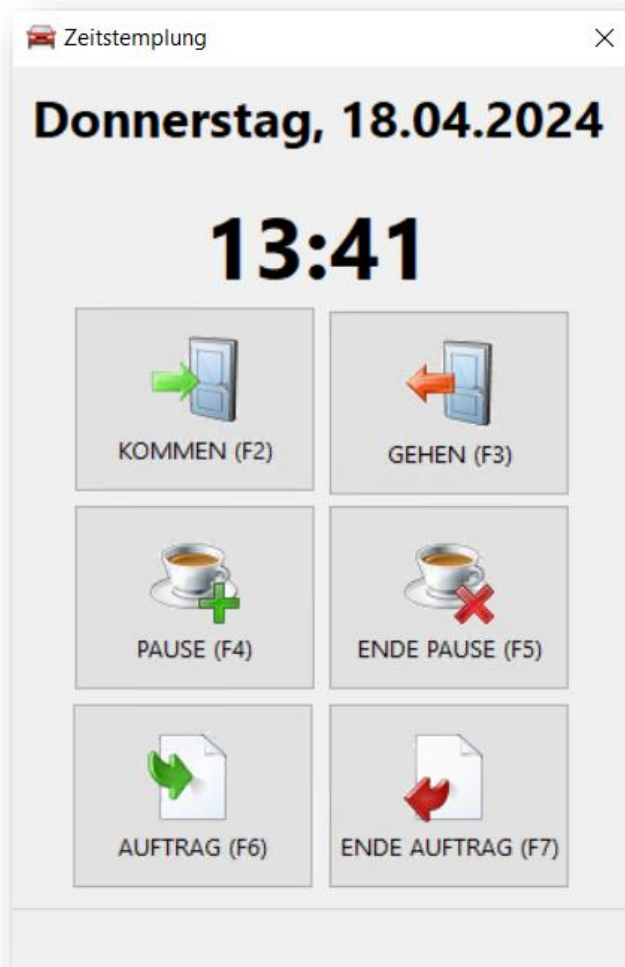 Zeitstemplung
Donnerstag, 18.04.2024
13:41
KOMMEN (F2)
GEHEN (F3)
PAUSE (F4)
ENDE PAUSE (F5)
AUFTRAG (F6)
ENDE AUFTRAG (F7)